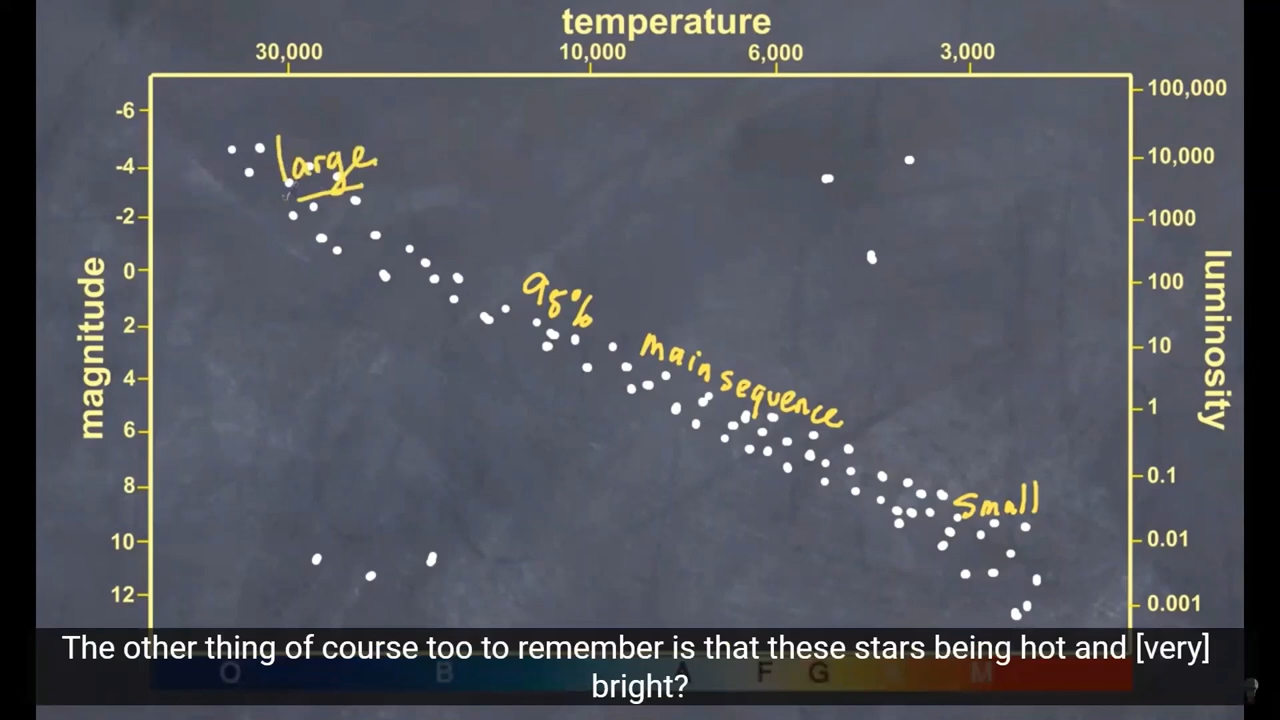 temperature
30,000 10,000 6,000 3,000
-6
-4
-2
0
2
4
6
8
10
12
magnitude
100,000
10,000
1000
100
10
1
0.1
0.01
0.001
luminosity
large
95%
main sequence
small
The other thing of course too to remember is that these stars being hot and [very]
bright?
O B A F G M